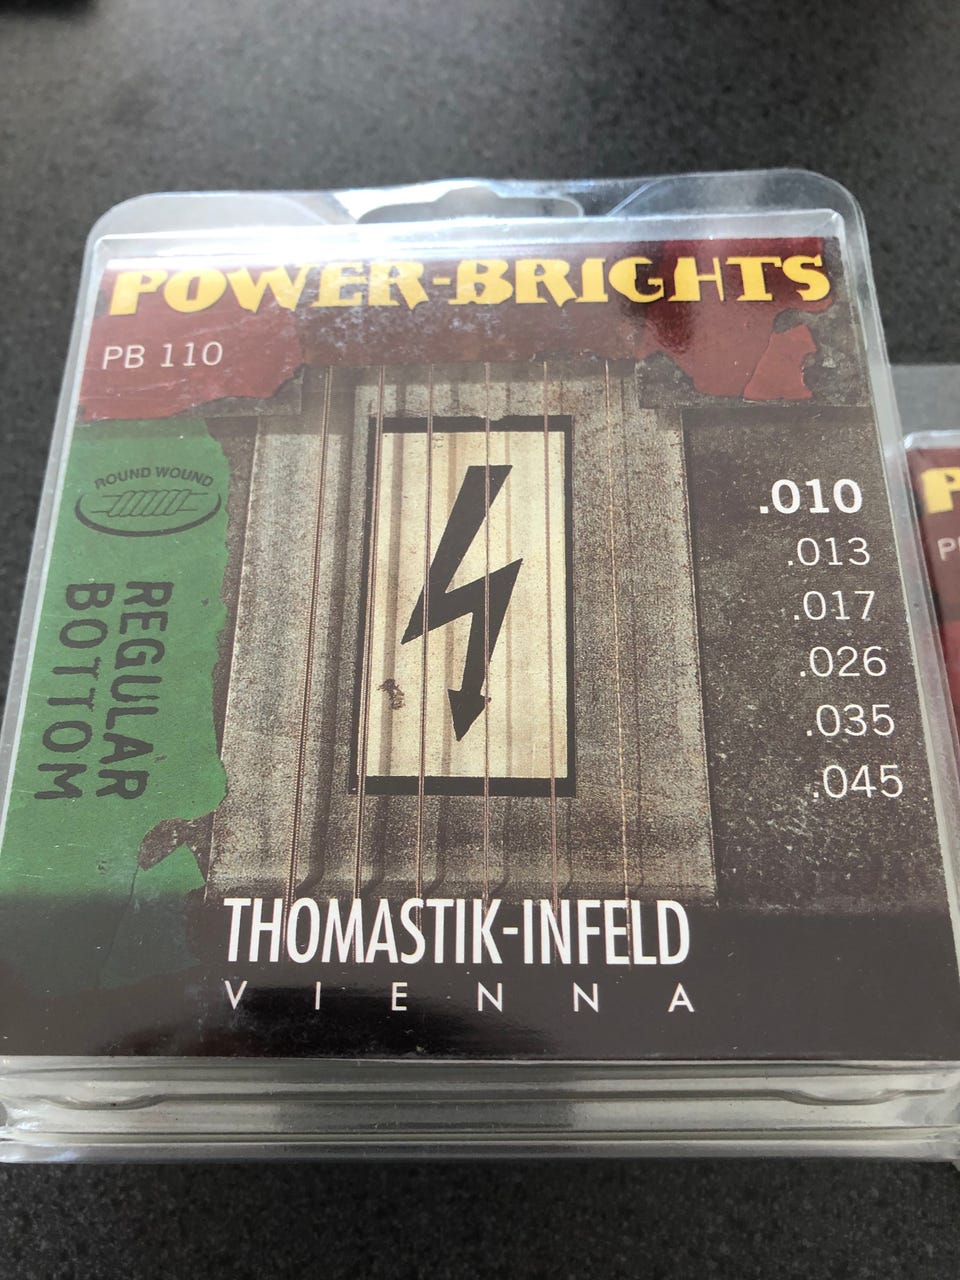 POWER-BRIGHTS
PB 110
ROUND WOUND
REGULAR
BOTTOM
.010
.013
.017
.026
.035
.045
THOMASTIK-INFELD
VIENNA